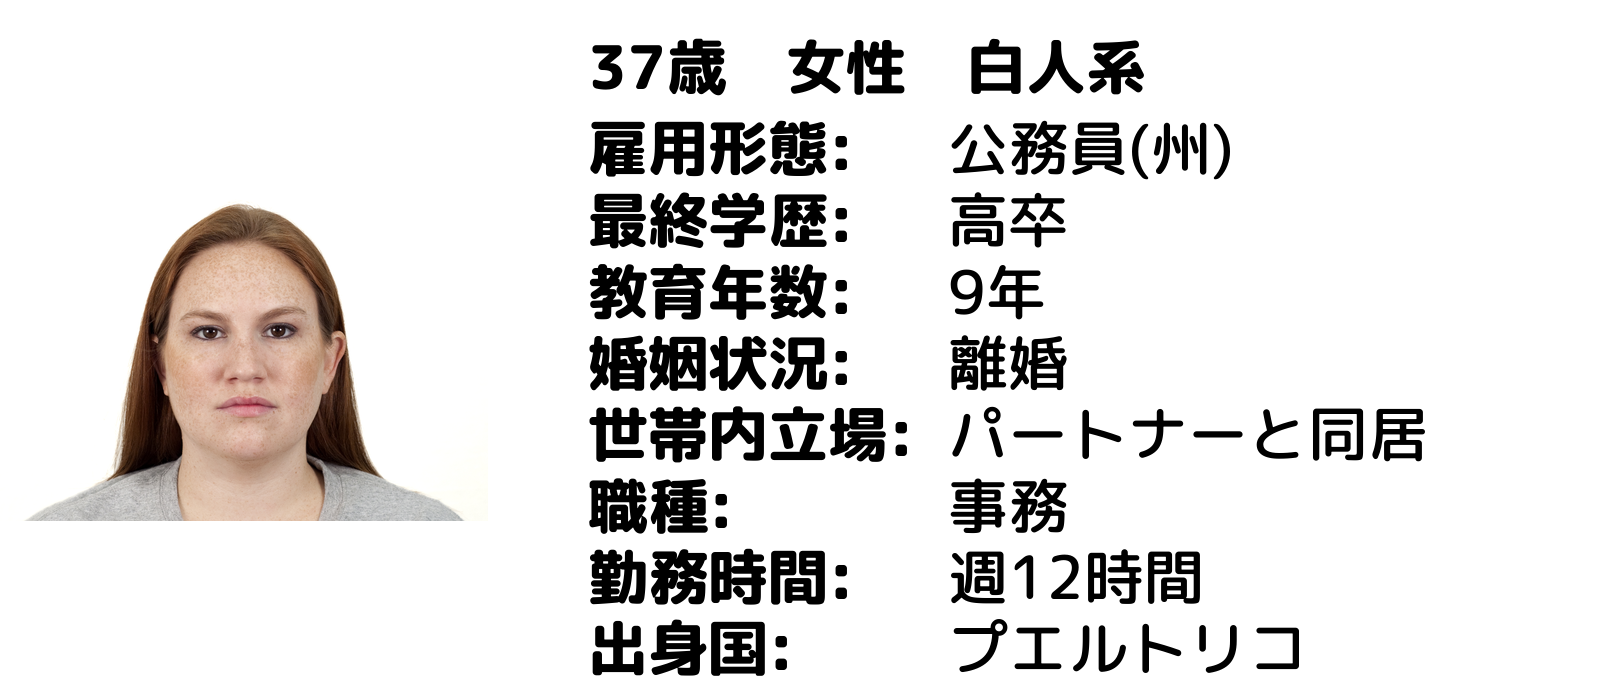 37歳　女性　白人系
雇用形態:　公務員(州)
最終学歴:　高卒
教育年数:　9年
婚姻状況:　離婚
世帯内立場:　パートナーと同居
職種:　事務
勤務時間:　週12時間
出身国:　プエルトリコ